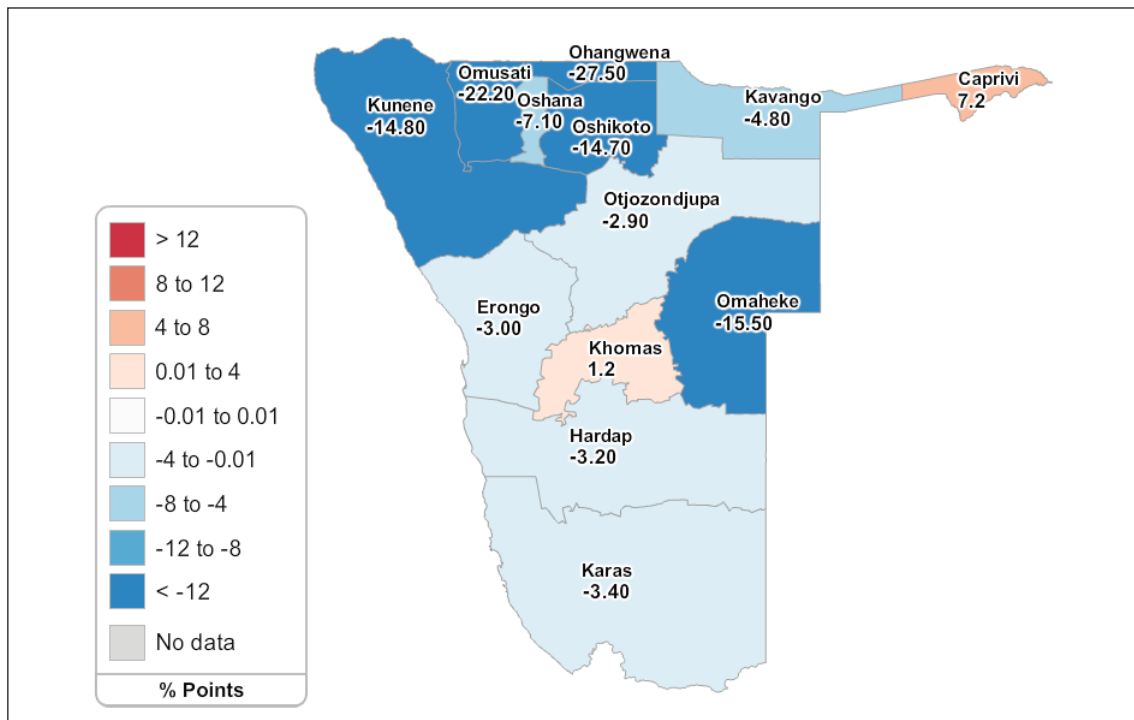 Ohangwena
-27.50
Omusati
-22.20
Caprivi
7.2
Kunene
-14.80
Oshana
-7.10
Kavango
-4.80
Oshikoto
-14.70
Otjozondjupa
-2.90
> 12
8 to 12
4 to 8
0.01 to 4
-0.01 to 0.01
-4 to -0.01
-8 to -4
-12 to -8
< -12
No data
% Points
Erongo
-3.00
Omaheke
-15.50
Khomas
1.2
Hardap
-3.20
Karas
-3.40